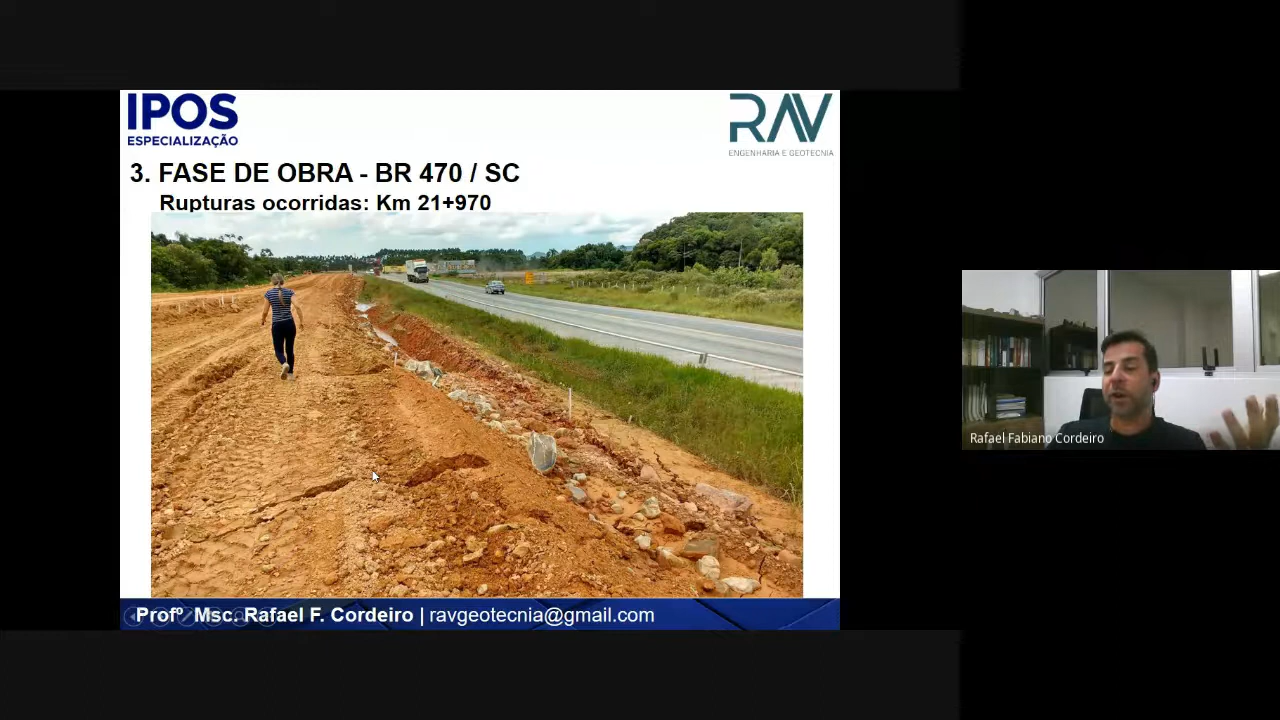 IPOS
ESPECIALIZAÇÃO
RAV
ENGENHARIA E GEOTECNIA
3. FASE DE OBRA - BR 470 / SC
Rupturas ocorridas: Km 21+970
Profº Msc. Rafael F. Cordeiro | ravgeotecnia@gmail.com
Rafael Fabiano Cordeiro